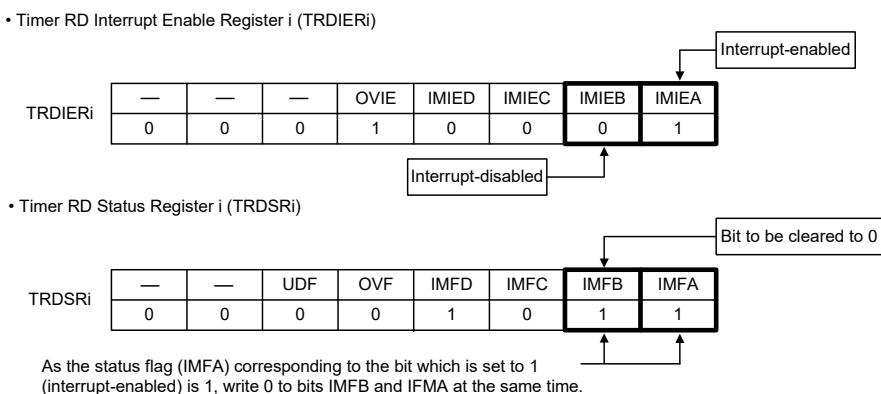 • Timer RD Interrupt Enable Register i (TRDIERi)
Interrupt-enabled
TRDIERi
— — — OVIE IMIED IMIEC IMIEB IMIEA
0 0 0 1 0 0 0 1
Interrupt-disabled
• Timer RD Status Register i (TRDSRi)
Bit to be cleared to 0
TRDSRi
— — UDF OVF IMFD IMFC IMFB IMFA
0 0 0 0 1 0 1 1
As the status flag (IMFA) corresponding to the bit which is set to 1
(interrupt-enabled) is 1, write 0 to bits IMFB and IFMA at the same time.